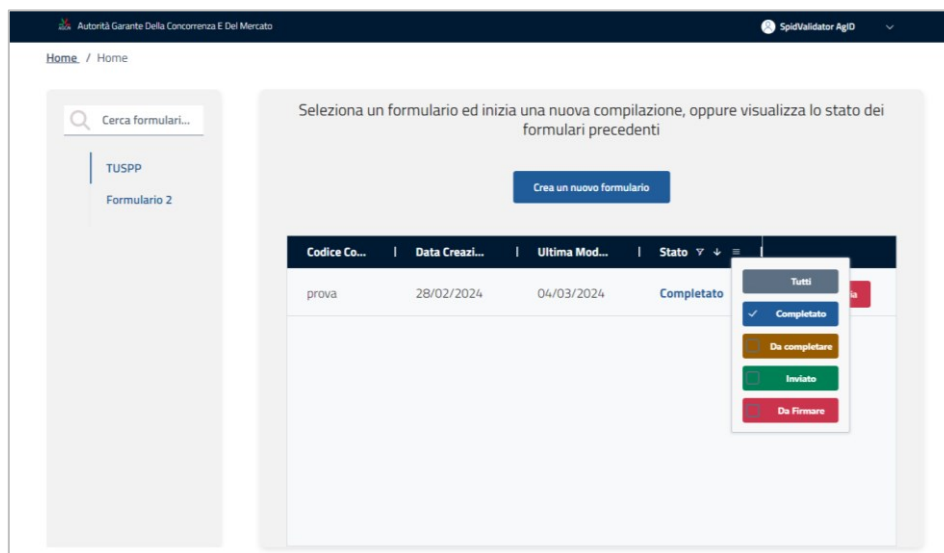 Autorità Garante Della Concorrenza E Del Mercato
SpidValidator AgID
Home / Home
Cerca formulari...
TUSPP
Formulario 2
Seleziona un formulario ed inizia una nuova compilazione, oppure visualizza lo stato dei
formulari precedenti
Crea un nuovo formulario
Codice Co... | Data Creazi... | Ultima Mod... | Stato
prova 28/02/2024 04/03/2024 Completato
Tutti
Completato
Da completare
Inviato
Da Firmare